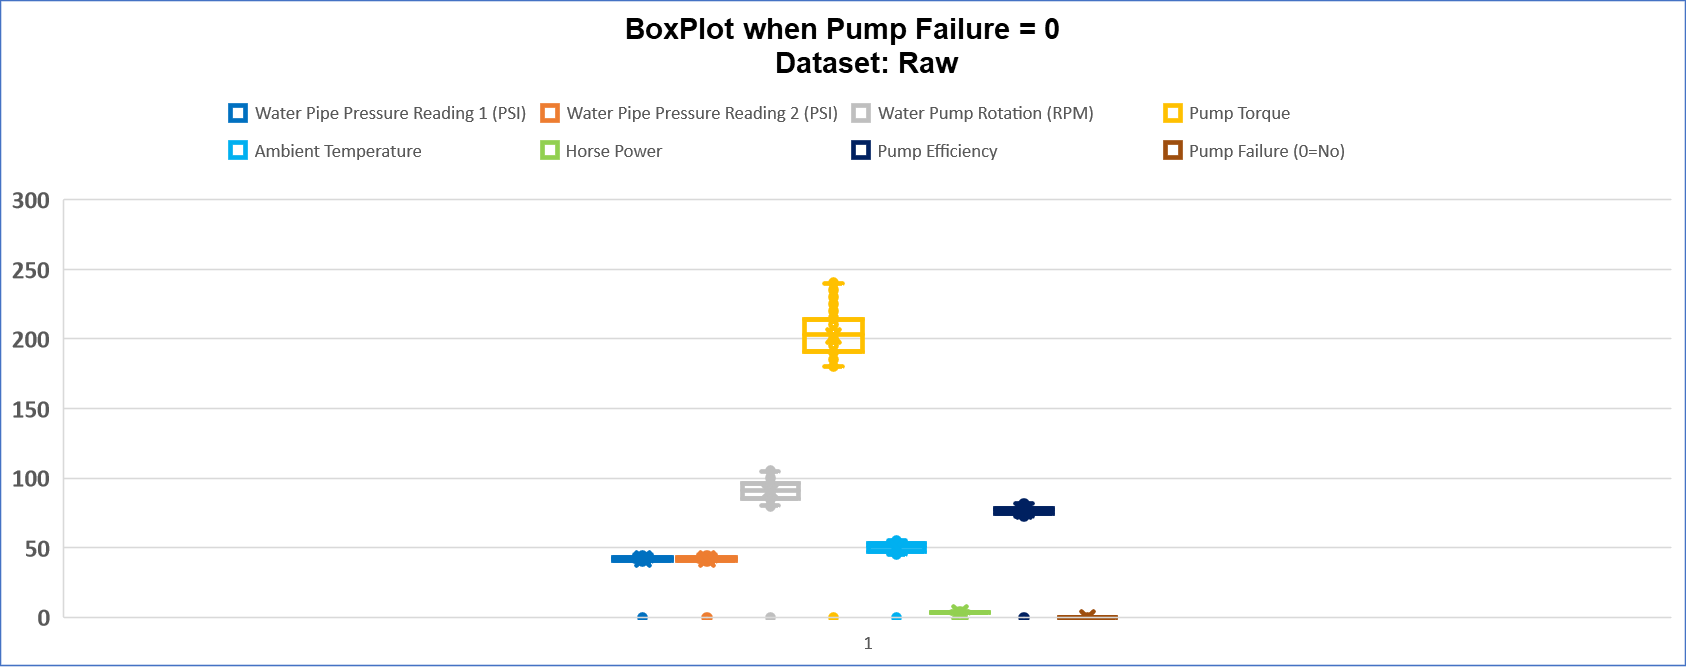 BoxPlot when Pump Failure = 0
Dataset: Raw
Water Pipe Pressure Reading 1 (PSI) Water Pipe Pressure Reading 2 (PSI) Water Pump Rotation (RPM) Pump Torque
Ambient Temperature Horse Power Pump Efficiency Pump Failure (0=No)
300
250
200
150
100
50
0
1